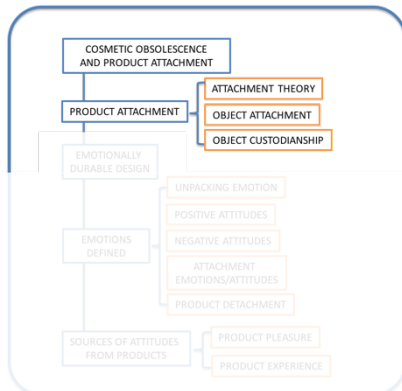 COSMETIC OBSOLESCENCE
AND PRODUCT ATTACHMENT
ATTACHMENT THEORY
PRODUCT ATTACHMENT
OBJECT ATTACHMENT
OBJECT CUSTODIANSHIP
EMOTIONALLY
DURABLE DESIGN
UNPACKING EMOTION
POSITIVE ATTITUDES
EMOTIONS
DEFINED
NEGATIVE ATTITUDES
ATTACHMENT
EMOTIONS/ATTITUDES
PRODUCT DETACHMENT
SOURCES OF ATTITUDES
FROM PRODUCTS
PRODUCT PLEASURE
PRODUCT EXPERIENCE